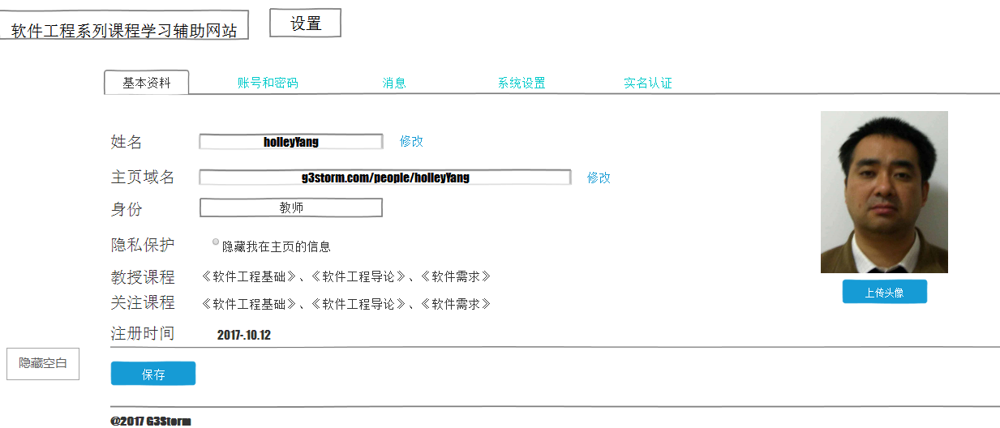 软件工程系列课程学习辅助网站 设置
基本资料 账号和密码 消息 系统设置 实名认证
姓名 holleyYang 修改
主页域名 g3storm.com/people/holleyYang 修改
身份 教师
隐私保护 隐藏我在主页的信息
教授课程 《软件工程基础》、《软件工程导论》、《软件需求》
上传头像
关注课程 《软件工程基础》、《软件工程导论》、《软件需求》
注册时间 2017-.10.12
隐藏空白
保存
@2017 G3Storm